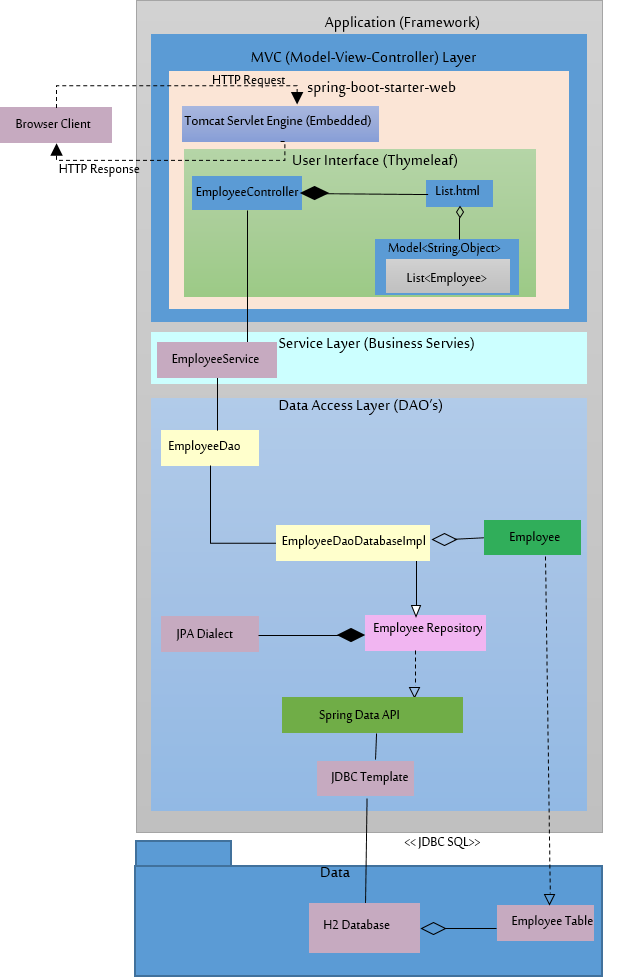 Application (Framework)
MVC (Model-View-Controller) Layer
HTTP Request
spring-boot-starter-web
Browser Client
Tomcat Servlet Engine (Embedded)
HTTP Response
User Interface (Thymeleaf)
EmployeeController
List.html
Model<String,Object>
List<Employee>
Service Layer (Business Servies)
EmployeeService
Data Access Layer (DAO's)
EmployeeDao
EmployeeDaoDatabaseImpl
Employee
JPA Dialect
Employee Repository
Spring Data API
JDBC Template
<< JDBC SQL>>
Data
H2 Database
Employee Table